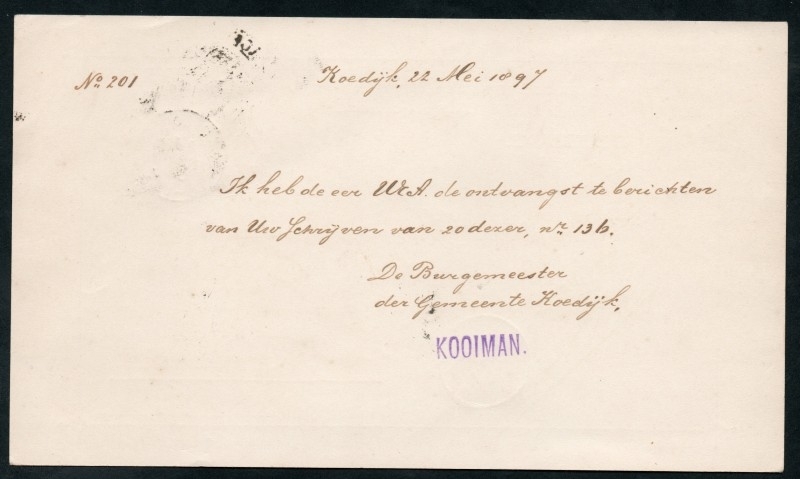 No 201
Koedijk, 22 Mei 1897
Ik heb de eer UEA. de ontvangst te berichten
van Uw Schrijven van 20 dezer, nr 136.
De Burgemeester
der Gemeente Koedijk,
KOOIMAN.